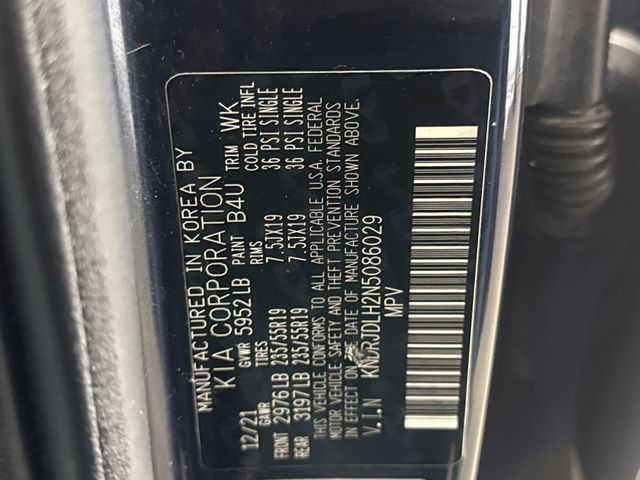 MANUFACTURED IN KOREA BY
KIA CORPORATION
12/21 GVWR 5952 LB PAINT B4U TRIM WK
GAWR TIRES RIMS COLD TIRE INFL
FRONT 2976 LB 235/55R19 7.5JX19 36 PSI SINGLE
REAR 3197 LB 235/55R19 7.5JX19 36 PSI SINGLE
THIS VEHICLE CONFORMS TO ALL APPLICABLE U.S.A. FEDERAL
MOTOR VEHICLE SAFETY AND THEFT PREVENTION STANDARDS
IN EFFECT ON THE DATE OF MANUFACTURE SHOWN ABOVE.
V.I.N KNDRJDLH2N5086029
MPV